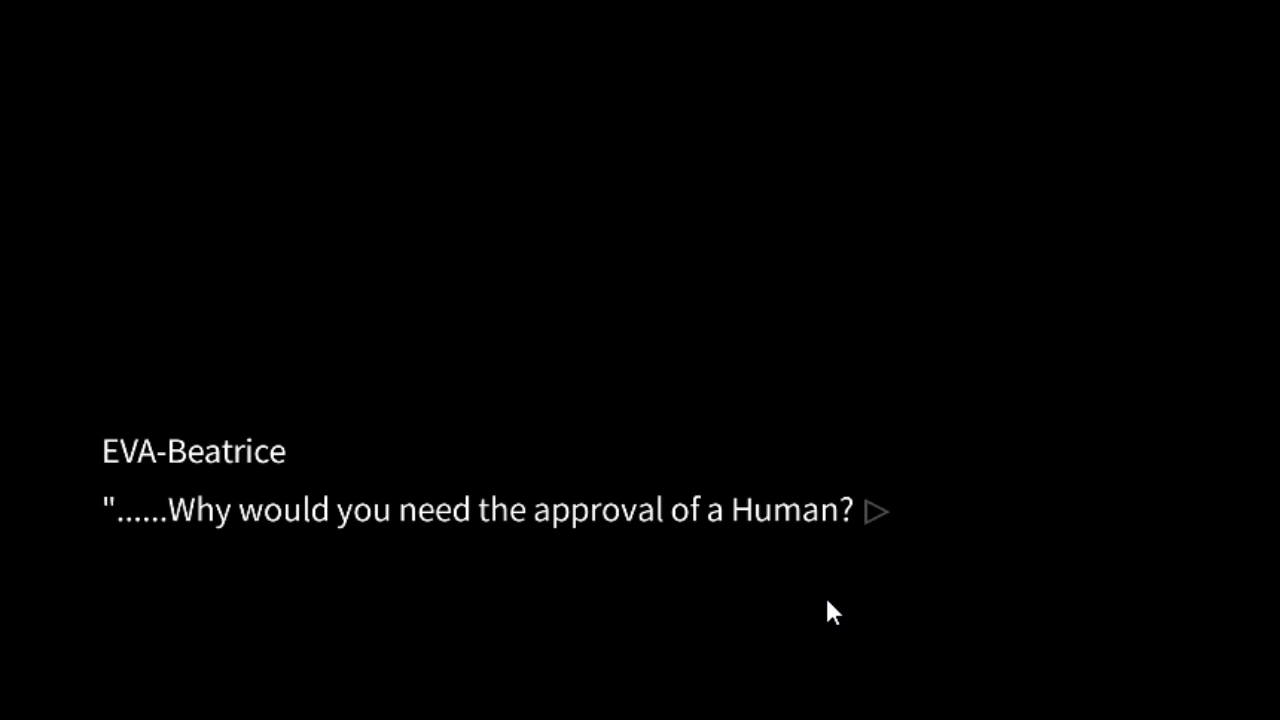 EVA-Beatrice
"......Why would you need the approval of a Human?